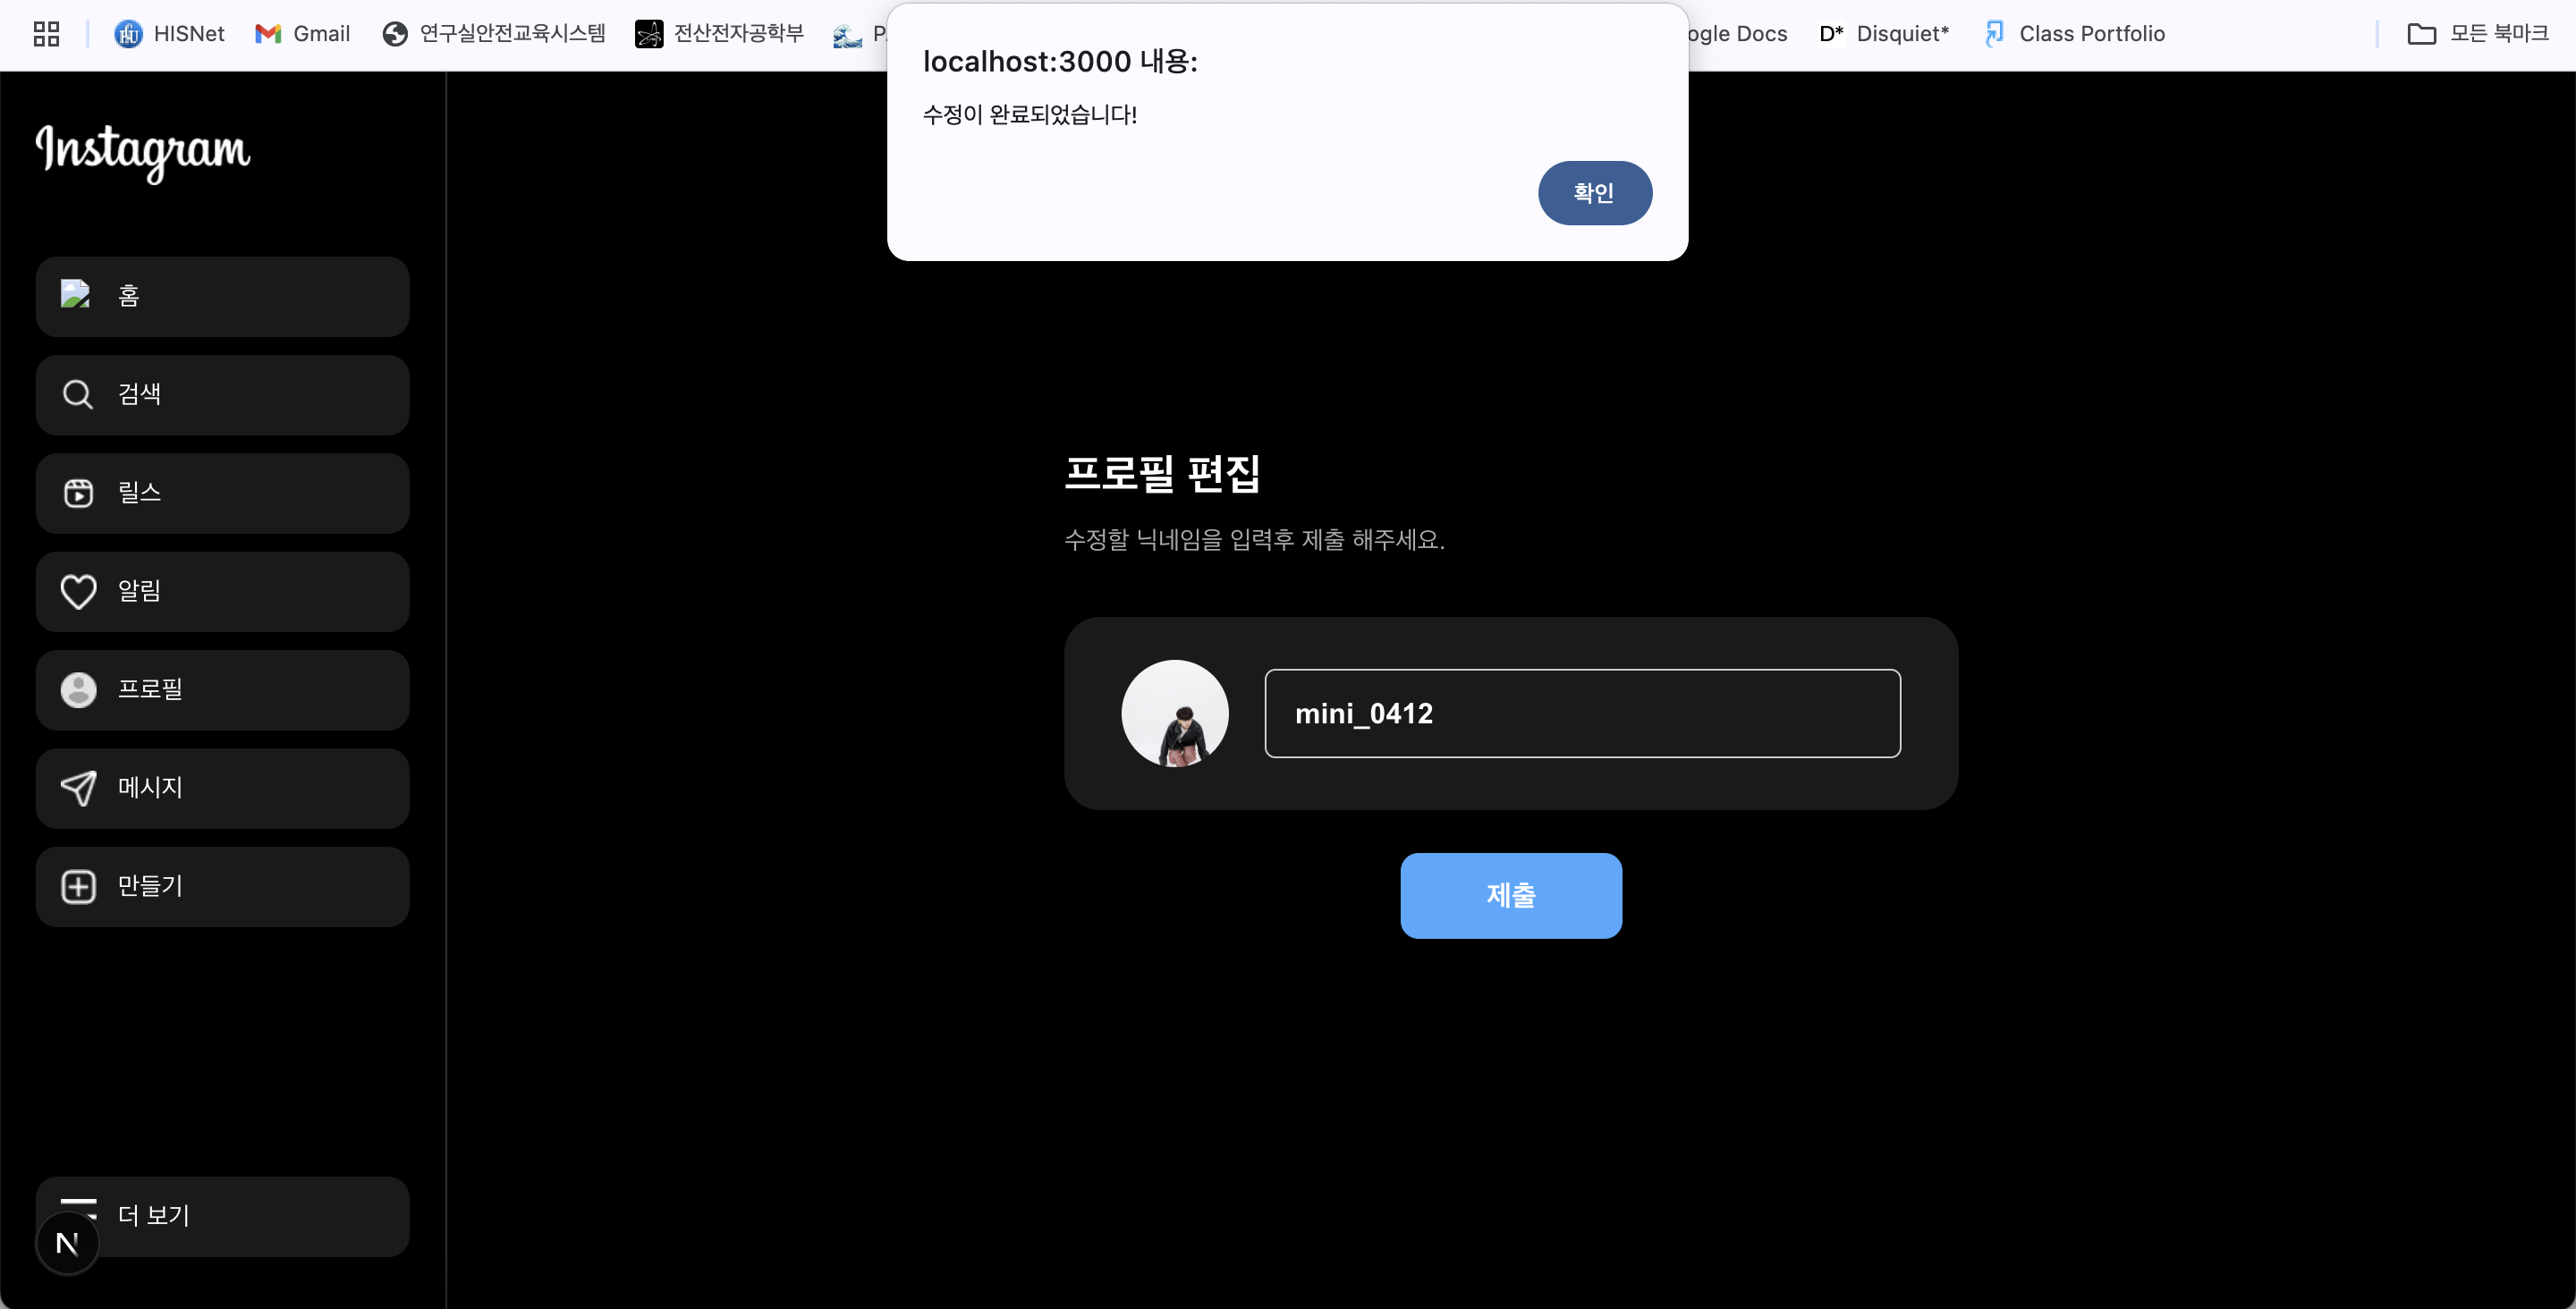 HISNet
Gmail
연구실안전교육시스템
전산전자공학부
ogle Docs
D* Disquiet*
Class Portfolio
모든 북마크
localhost:3000 내용:
수정이 완료되었습니다!
확인
Instagram
홈
검색
릴스
알림
프로필
메시지
만들기
더 보기
N
프로필 편집
수정할 닉네임을 입력후 제출 해주세요.
mini_0412
제출